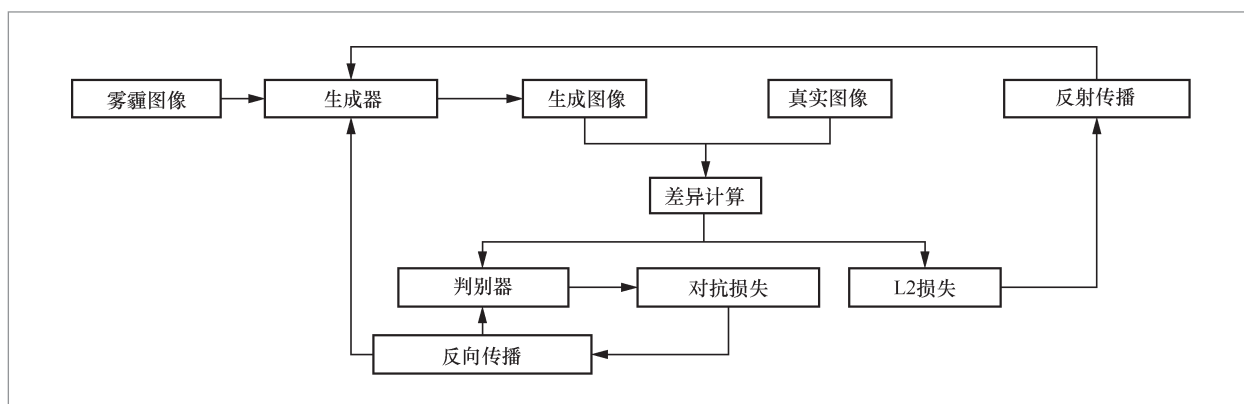 雾霾图像
生成器
生成图像
真实图像
反射传播
差异计算
判别器
对抗损失
L2损失
反向传播